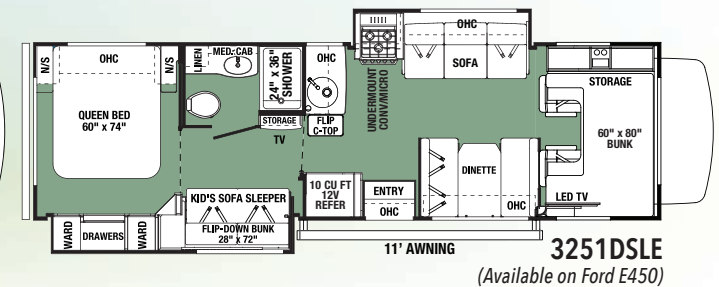 N/S
OHC
N/S
QUEEN BED
60" x 74"
WARD
DRAWERS
WARD
LINEN
MED. CAB
24" x 36"
SHOWER
STORAGE
TV
KID'S SOFA SLEEPER
FLIP-DOWN BUNK
28" x 72"
OHC
FLIP
C-TOP
UNDERMOUNT
CONV/MICRO
OHC
SOFA
10 CU FT
12V
REFER
ENTRY
OHC
DINETTE
OHC
STORAGE
60" x 80"
BUNK
LED TV
11' AWNING
3251DSLE
(Available on Ford E450)